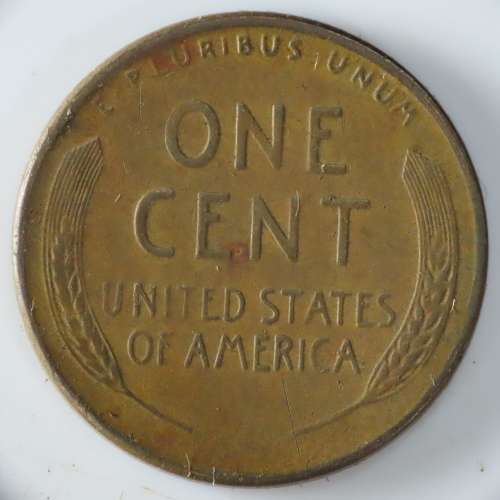 E PLURIBUS UNUM
ONE
CENT
UNITED STATES
OF AMERICA